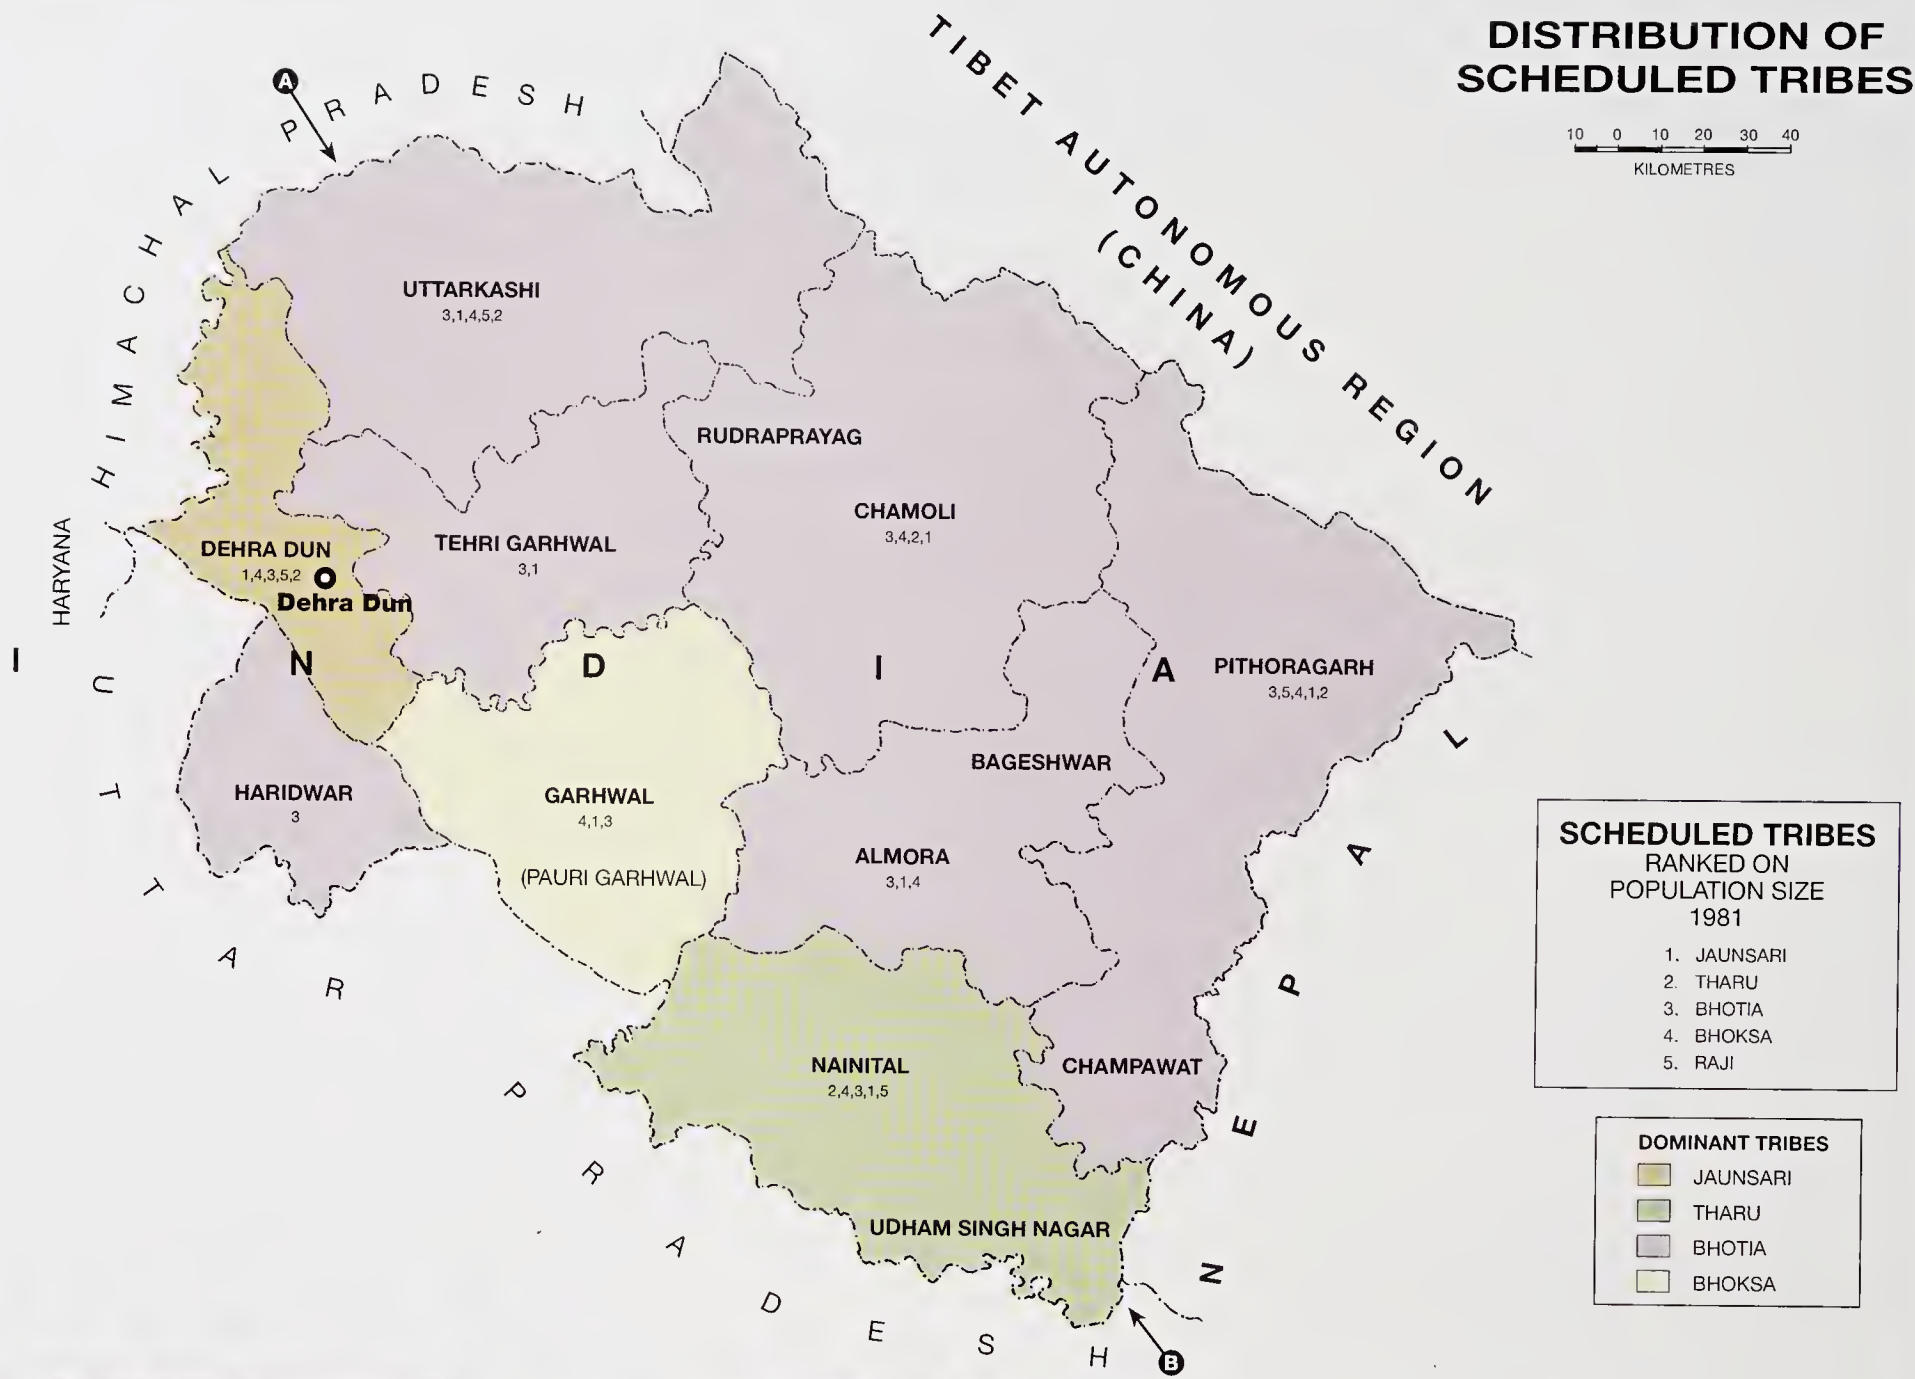 DISTRIBUTION OF
SCHEDULED TRIBES
10 0 10 20 30 40
KILOMETRES
A
HIMACHAL PRADESH
TIBET AUTONOMOUS REGION
(CHINA)
UTTARKASHI
3,1,4,5,2
RUDRAPRAYAG
CHAMOLI
3,4,2,1
HARYANA
DEHRA DUN
1,4,3,5,2
Dehra Dun
TEHRI GARHWAL
3,1
INDIA
PITHORAGARH
3,5,4,1,2
HARIDWAR
3
GARHWAL
4,1,3
(PAURI GARHWAL)
BAGESHWAR
ALMORA
3,1,4
NEPAL
UTTAR PRADESH
NAINITAL
2,4,3,1,5
CHAMPAWAT
UDHAM SINGH NAGAR
B
SCHEDULED TRIBES
RANKED ON
POPULATION SIZE
1981
1. JAUNSARI
2. THARU
3. BHOTIA
4. BHOKSA
5. RAJI
DOMINANT TRIBES
JAUNSARI
THARU
BHOTIA
BHOKSA